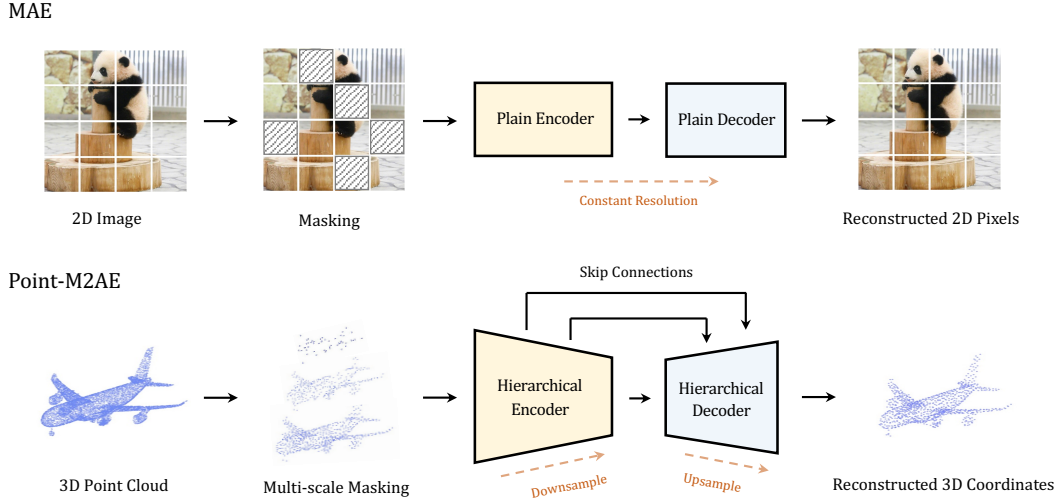 MAE
Plain Encoder
Plain Decoder
Constant Resolution
2D Image
Masking
Reconstructed 2D Pixels
Point-M2AE
Skip Connections
Hierarchical
Encoder
Hierarchical
Decoder
Downsample
Upsample
3D Point Cloud
Multi-scale Masking
Reconstructed 3D Coordinates